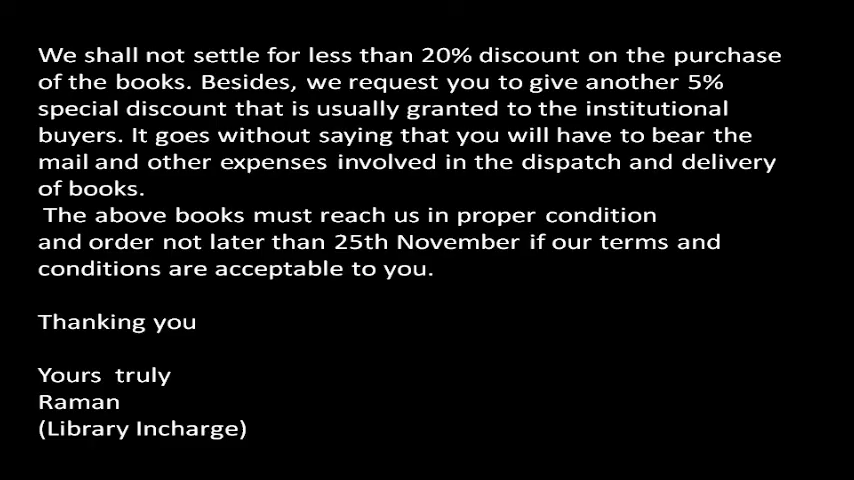 We shall not settle for less than 20% discount on the purchase
of the books. Besides, we request you to give another 5%
special discount that is usually granted to the institutional
buyers. It goes without saying that you will have to bear the
mail and other expenses involved in the dispatch and delivery
of books.
The above books must reach us in proper condition
and order not later than 25th November if our terms and
conditions are acceptable to you.
Thanking you
Yours truly
Raman
(Library Incharge)